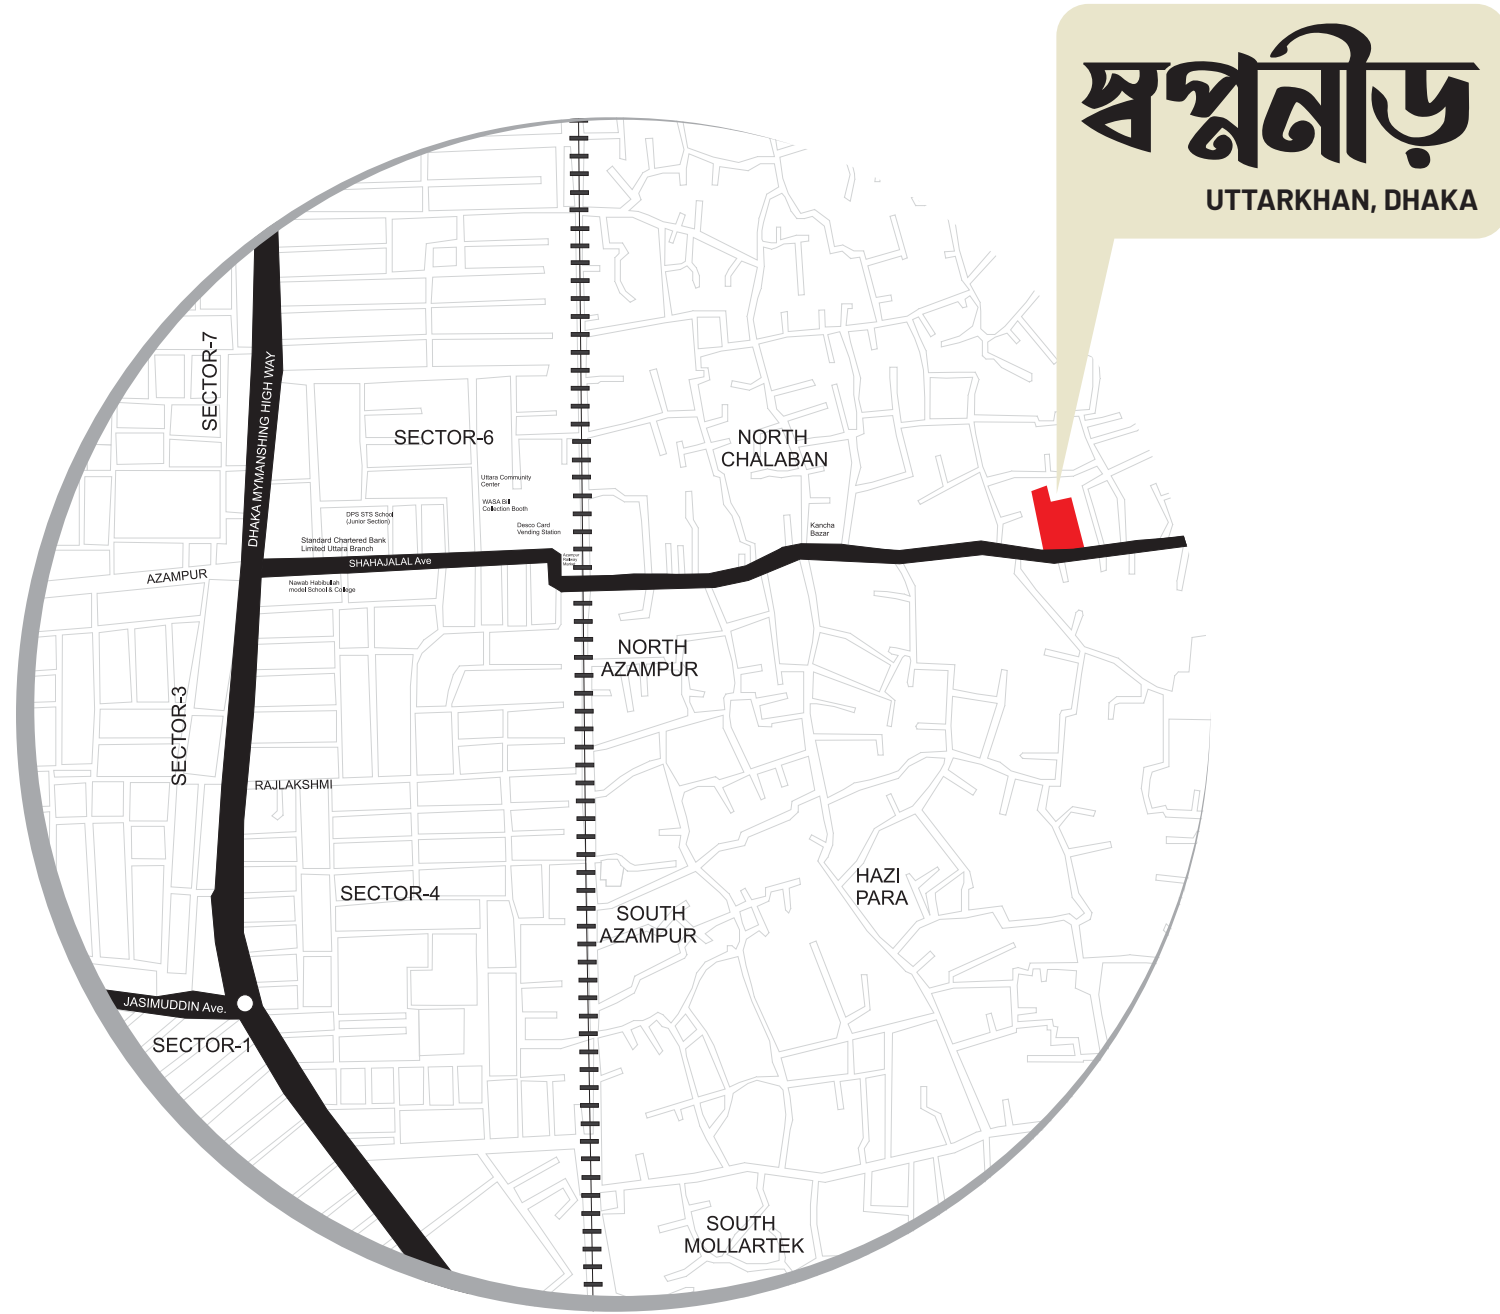 স্বপ্ননীড়
UTTARKHAN, DHAKA
SECTOR-7
DHAKA MYMANSHING HIGH WAY
SECTOR-6
NORTH
CHALABAN
Uttara Community
Center
WASA Bill
Collection Booth
DPS STS School
(Junior Section)
Desco Card
Vending Station
Kancha
Bazar
Standard Chartered Bank
Limited Uttara Branch
SHAHAJALAL Ave
Azampur
Railway
Market
AZAMPUR
Nawab Habibullah
model School & College
NORTH
AZAMPUR
SECTOR-3
RAJLAKSHMI
SECTOR-4
HAZI
PARA
SOUTH
AZAMPUR
JASIMUDDIN Ave.
SECTOR-1
SOUTH
MOLLARTEK